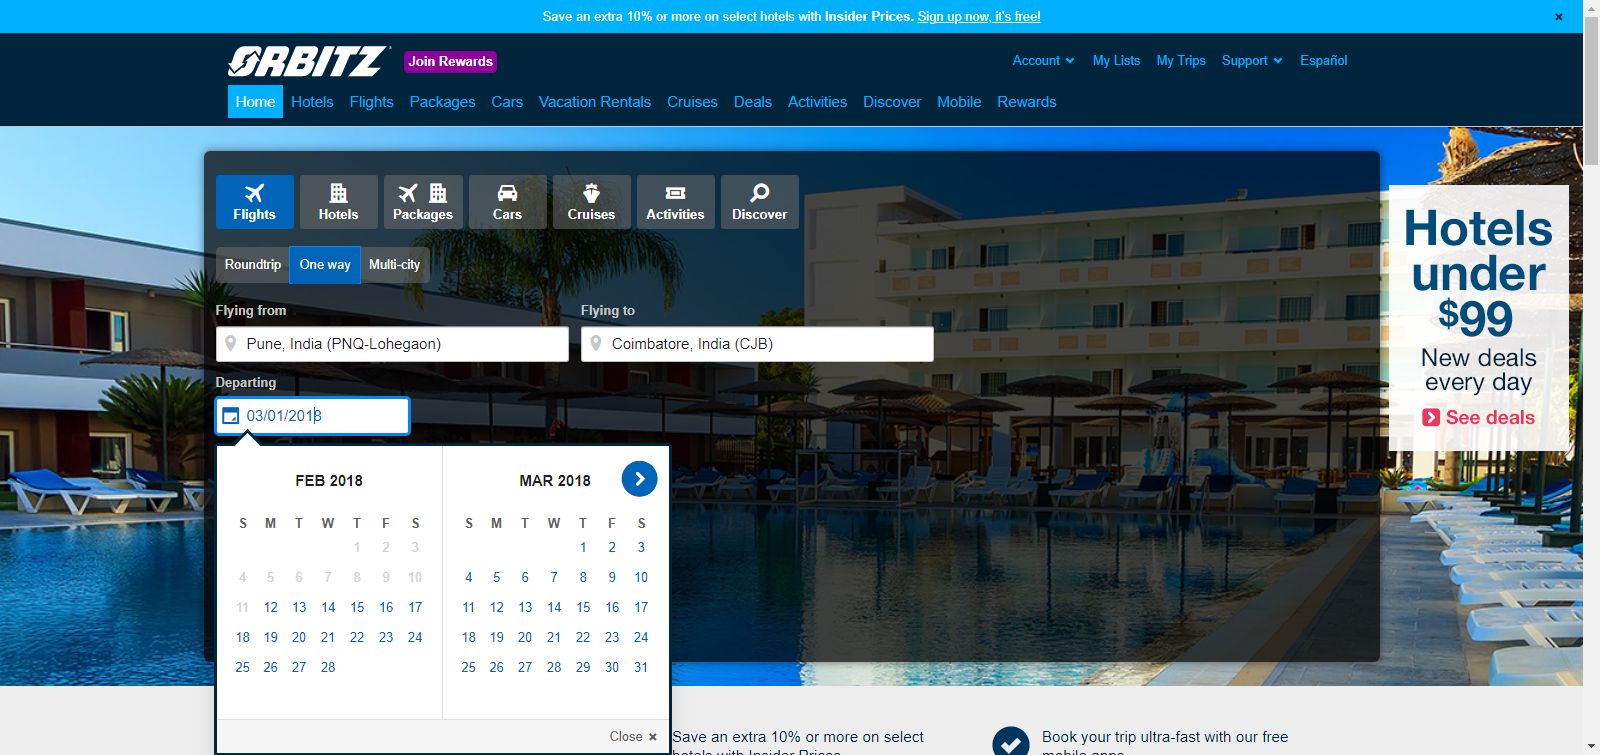 Save an extra 10% or more on select hotels with Insider Prices. Sign up now, it's free!
×
ORBITZ
Join Rewards
Account My Lists My Trips Support Español
Home Hotels Flights Packages Cars Vacation Rentals Cruises Deals Activities Discover Mobile Rewards
Flights Hotels Packages Cars Cruises Activities Discover
Roundtrip One way Multi-city
Flying from Flying to
Pune, India (PNQ-Lohegaon) Coimbatore, India (CJB)
Departing
03/01/2018
FEB 2018
S M T W T F S
1 2 3
4 5 6 7 8 9 10
11 12 13 14 15 16 17
18 19 20 21 22 23 24
25 26 27 28
MAR 2018
S M T W T F S
1 2 3
4 5 6 7 8 9 10
11 12 13 14 15 16 17
18 19 20 21 22 23 24
25 26 27 28 29 30 31
Close ×
Hotels
under
$99
New deals
every day
See deals
Save an extra 10% or more on select
hotels with Insider Prices
Book your trip ultra-fast with our free
mobile apps